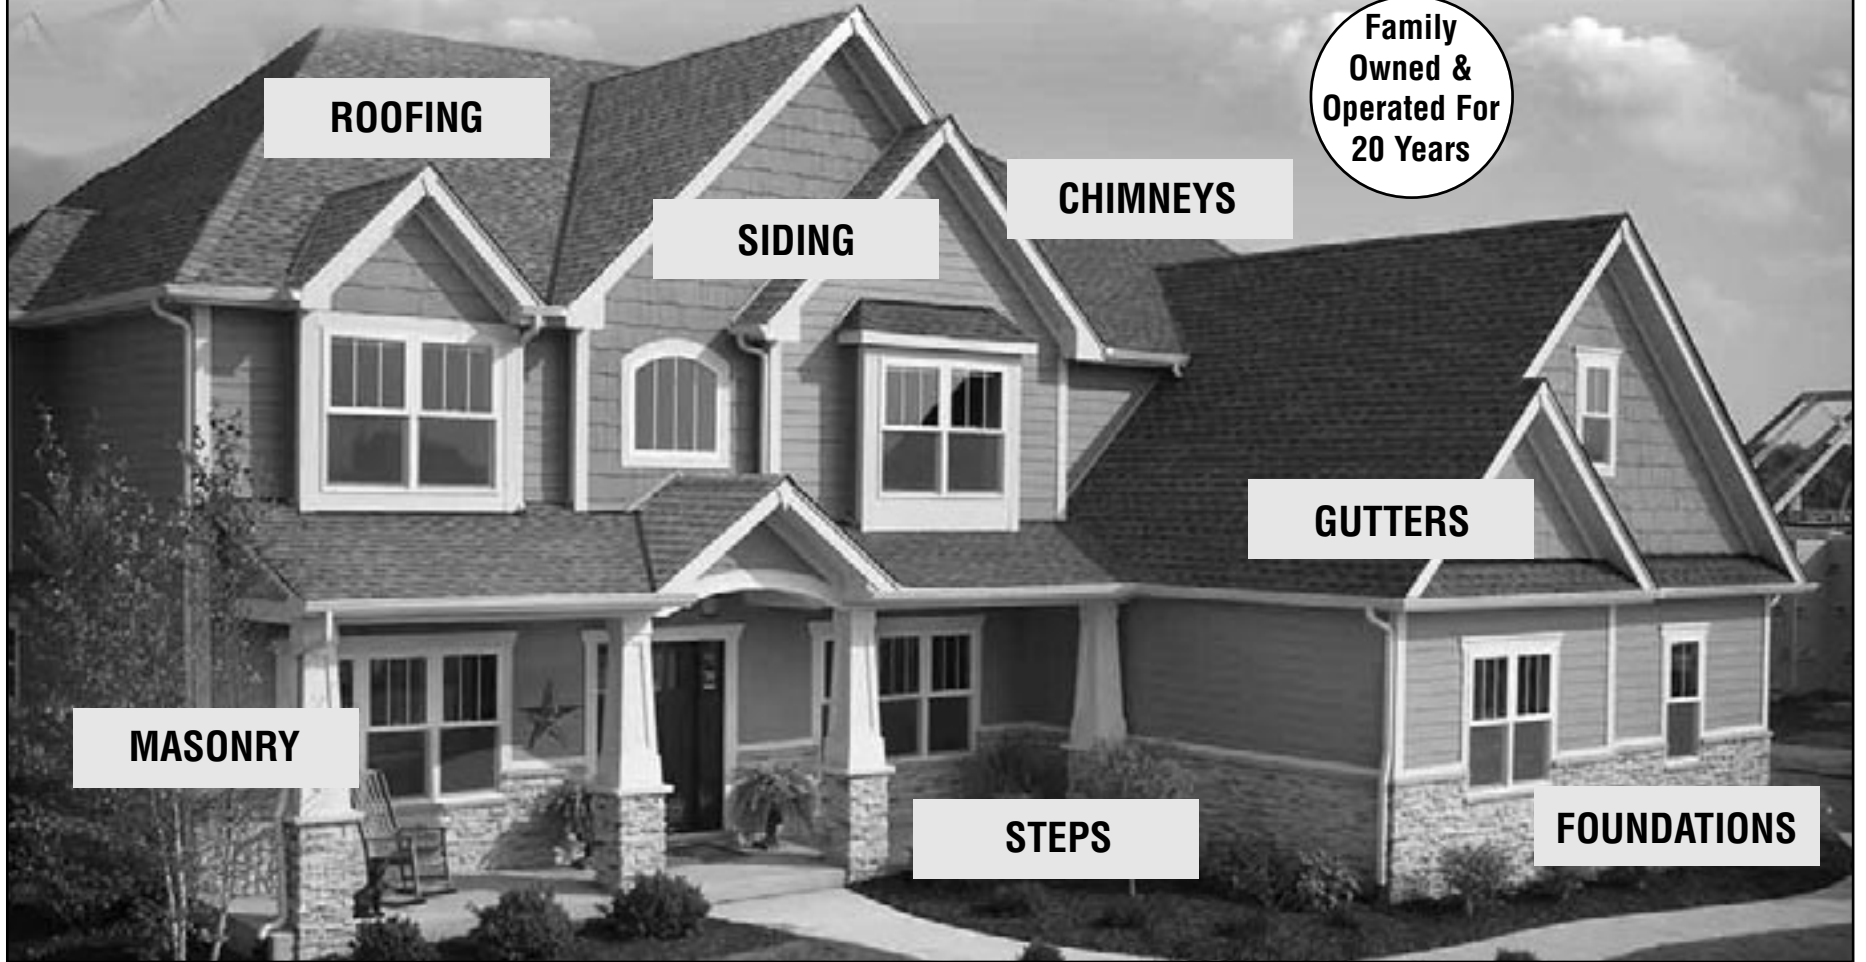 Family
Owned &
Operated For
20 Years
ROOFING
CHIMNEYS
SIDING
GUTTERS
MASONRY
STEPS
FOUNDATIONS